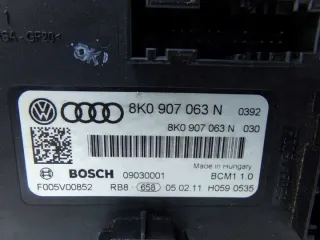 8K0 907 063 N 0392
8K0 907 063 N 030
Made in Hungary
BOSCH 09030001 BCM1 1.0
F005V00852 RB8 658 05.02.11 H059 0535